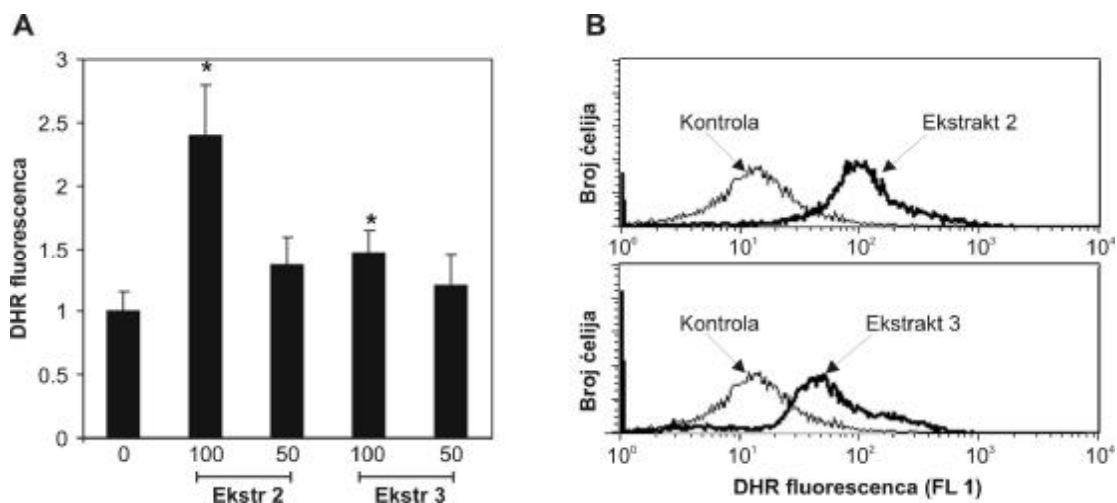 A
DHR fluorescenca
3
2.5
2
1.5
1
0.5
0
*
*
0 100 50 100 50
Ekstr 2 Ekstr 3
B
Broj ćelija
Kontrola Ekstrakt 2
10⁰ 10¹ 10² 10³ 10⁴
Broj ćelija
Kontrola Ekstrakt 3
10⁰ 10¹ 10² 10³ 10⁴
DHR fluorescenca (FL 1)